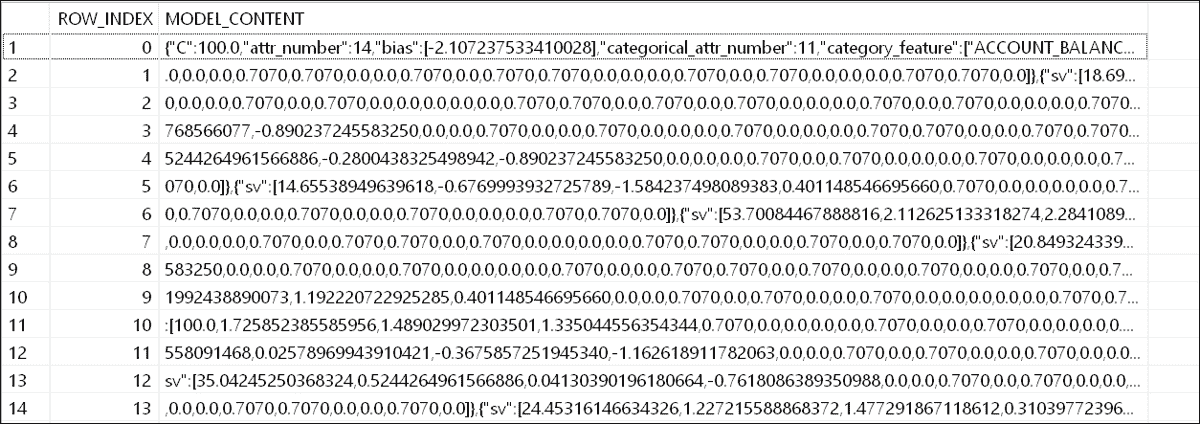 ROW_INDEX MODEL_CONTENT
1 0 {"C":100.0,"attr_number":14,"bias":[-2.107237533410028],"categorical_attr_number":11,"category_feature":["ACCOUNT_BALANC...
2 1 .0,0.0,0.0,0.7070,0.7070,0.0,0.0,0.0,0.7070,0.0,0.7070,0.7070,0.0,0.0,0.0,0.0,0.7070,0.0,0.0,0.0,0.0,0.7070,0.7070,0.0]},{"sv":[18.69...
3 2 0,0.0,0.0,0.7070,0.0,0.7070,0.0,0.0,0.0,0.0,0.0,0.7070,0.0,0.7070,0.0,0.0,0.7070,0.0,0.7070,0.0,0.0,0.7070,0.0,0.0,0.0,0.0,0.7070...
4 3 768566077,-0.890237245583250,0.0,0.0,0.7070,0.0,0.0,0.7070,0.0,0.0,0.0,0.7070,0.0,0.0,0.0,0.7070,0.0,0.0,0.7070,0.0,0.7070...
5 4 5244264961566886,-0.2800438325498942,-0.890237245583250,0.0,0.0,0.0,0.7070,0.0,0.7070,0.0,0.0,0.0,0.0,0.0,0.7...
6 5 070,0.0]},{"sv":[14.65538949639618,-0.6769993932725789,-1.584237498089383,0.401148546695660,0.7070,0.0,0.0,0.0,0.0,0.7...
7 6 0,0.7070,0.0,0.0,0.7070,0.0,0.0,0.7070,0.0,0.0,0.0,0.7070,0.7070,0.0]},{"sv":[53.70084467888816,2.112625133318274,2.2841089...
8 7 ,0.0,0.0,0.0,0.7070,0.0,0.7070,0.0,0.7070,0.0,0.0,0.0,0.0,0.7070,0.7070,0.0,0.0,0.7070,0.0,0.0,0.7070,0.0]},{"sv":[20.849324339...
9 8 583250,0.0,0.0,0.7070,0.0,0.0,0.7070,0.0,0.0,0.0,0.0,0.7070,0.0,0.0,0.7070,0.0,0.0,0.7070,0.0,0.0,0.0,0.7070,0.0,0.0,0.7...
10 9 1992438890073,1.192220722925285,0.401148546695660,0.0,0.0,0.7070,0.0,0.7070,0.0,0.0,0.0,0.0,0.0,0.0,0.7070,0.7...
11 10 :[100.0,1.725852385585956,1.489029972303501,1.335044556354344,0.7070,0.0,0.0,0.0,0.7070,0.0,0.0,0.7070,0.0,0.0,0.0....
12 11 558091468,0.02578969943910421,-0.3675857251945340,-1.162618911782063,0.0,0.0,0.7070,0.0,0.7070,0.0,0.0,0.7070,0.0,0.0...
13 12 sv":[35.04245250368324,0.5244264961566886,0.04130390196180664,-0.7618086389350988,0.0,0.0,0.7070,0.0,0.7070,0.0,0.0...
14 13 ,0.0,0.0,0.7070,0.0,0.0,0.7070,0.0]},{"sv":[24.45316146634326,1.227215588868372,1.477291867118612,0.31039772396...